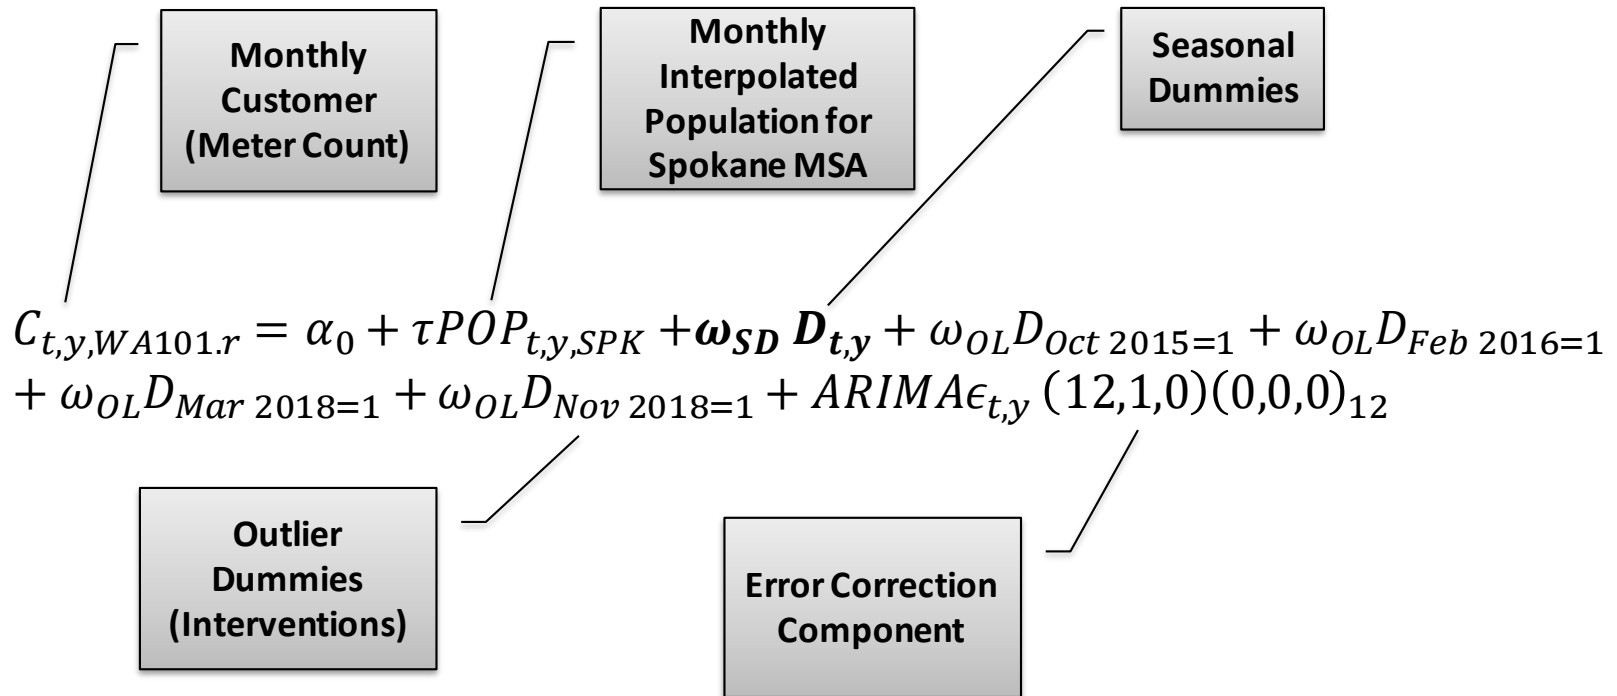 Monthly
Customer
(Meter Count)
Monthly
Interpolated
Population for
Spokane MSA
Seasonal
Dummies
C_{t,y,WA101.r} = α_0 + τPOP_{t,y,SPK} + ω_{SD} D_{t,y} + ω_{OL}D_{Oct 2015=1} + ω_{OL}D_{Feb 2016=1}
+ ω_{OL}D_{Mar 2018=1} + ω_{OL}D_{Nov 2018=1} + ARIMAϵ_{t,y} (12,1,0)(0,0,0)_{12}
Outlier
Dummies
(Interventions)
Error Correction
Component